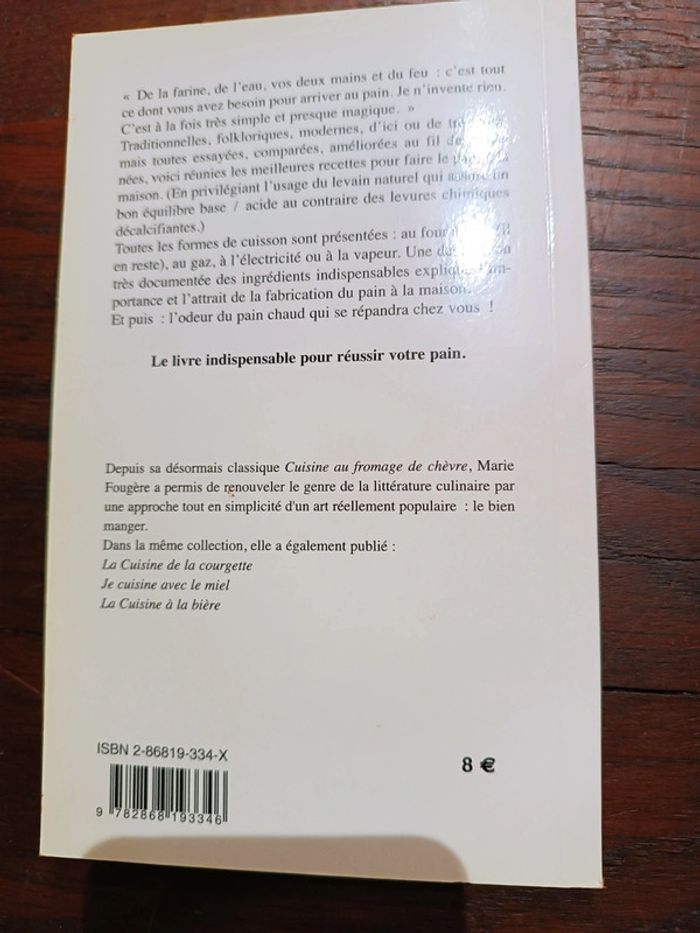 « De la farine, de l'eau, vos deux mains et du feu : c'est tout
ce dont vous avez besoin pour arriver au pain. Je n'invente rien.
C'est à la fois très simple et presque magique. »
Traditionnelles, folkloriques, modernes, d'ici ou de
mais toutes essayées, comparées, améliorées au fil
nées, voici réunies les meilleures recettes pour faire le
maison. (En privilégiant l'usage du levain naturel qui assure un
bon équilibre base / acide au contraire des levures chimiques
décalcifiantes.)
Toutes les formes de cuisson sont présentées : au four
en reste), au gaz, à l'électricité ou à la vapeur. Une
très documentée des ingrédients indispensables explique l'im-
portance et l'attrait de la fabrication du pain à la maison.
Et puis : l'odeur du pain chaud qui se répandra chez vous !
Le livre indispensable pour réussir votre pain.
Depuis sa désormais classique Cuisine au fromage de chèvre, Marie
Fougère a permis de renouveler le genre de la littérature culinaire par
une approche tout en simplicité d'un art réellement populaire : le bien
manger.
Dans la même collection, elle a également publié :
La Cuisine de la courgette
Je cuisine avec le miel
La Cuisine à la bière
ISBN 2-86819-334-X
8 €
9 782868 193346